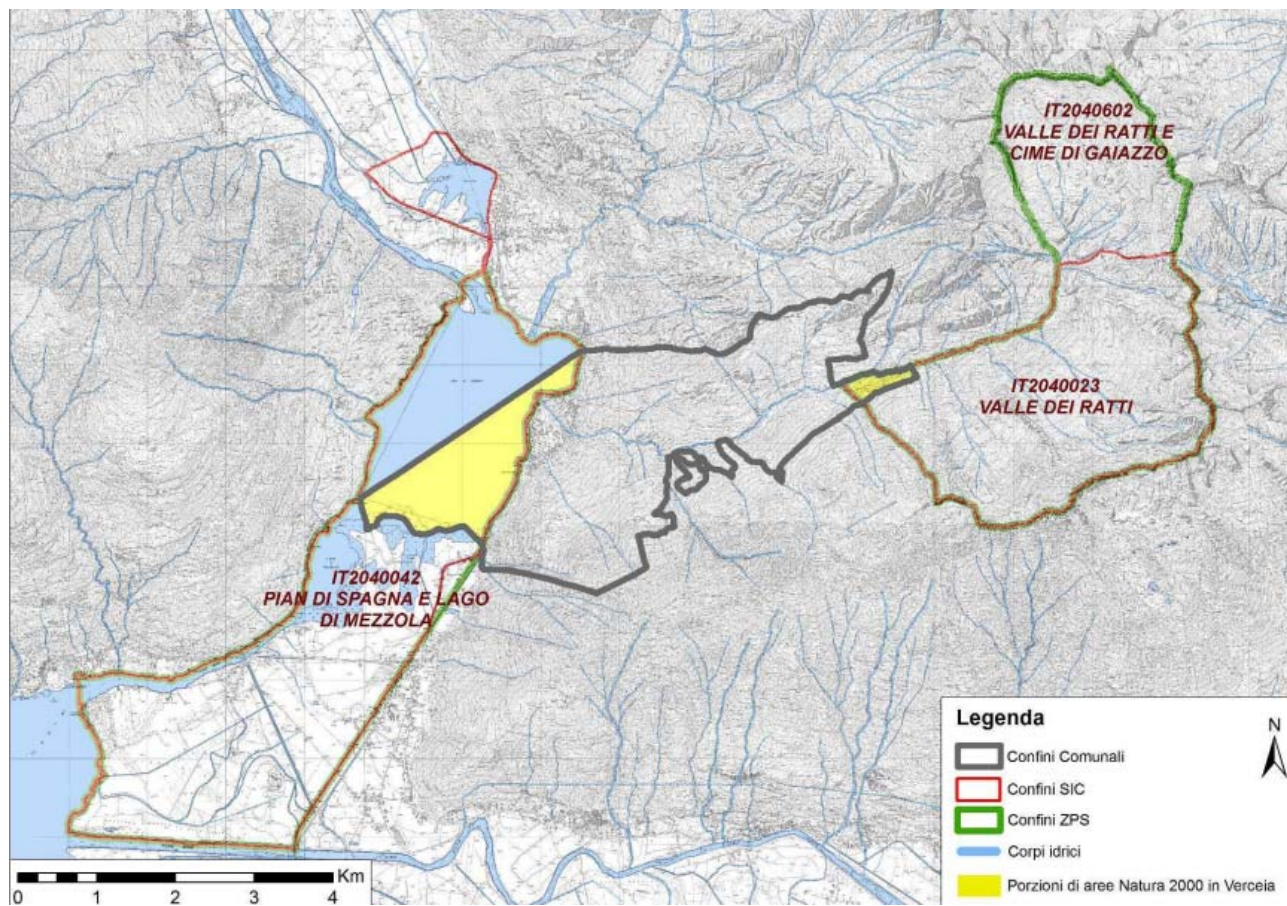 IT2040602
VALLE DEI RATTI E
CIME DI GAIAZZO
IT2040023
VALLE DEI RATTI
IT2040042
PIAN DI SPAGNA E LAGO
DI MEZZOLA
Legenda
N
Confini Comunali
Confini SIC
Confini ZPS
Corpi idrici
Porzioni di aree Natura 2000 in Verceia
Km
0 1 2 3 4